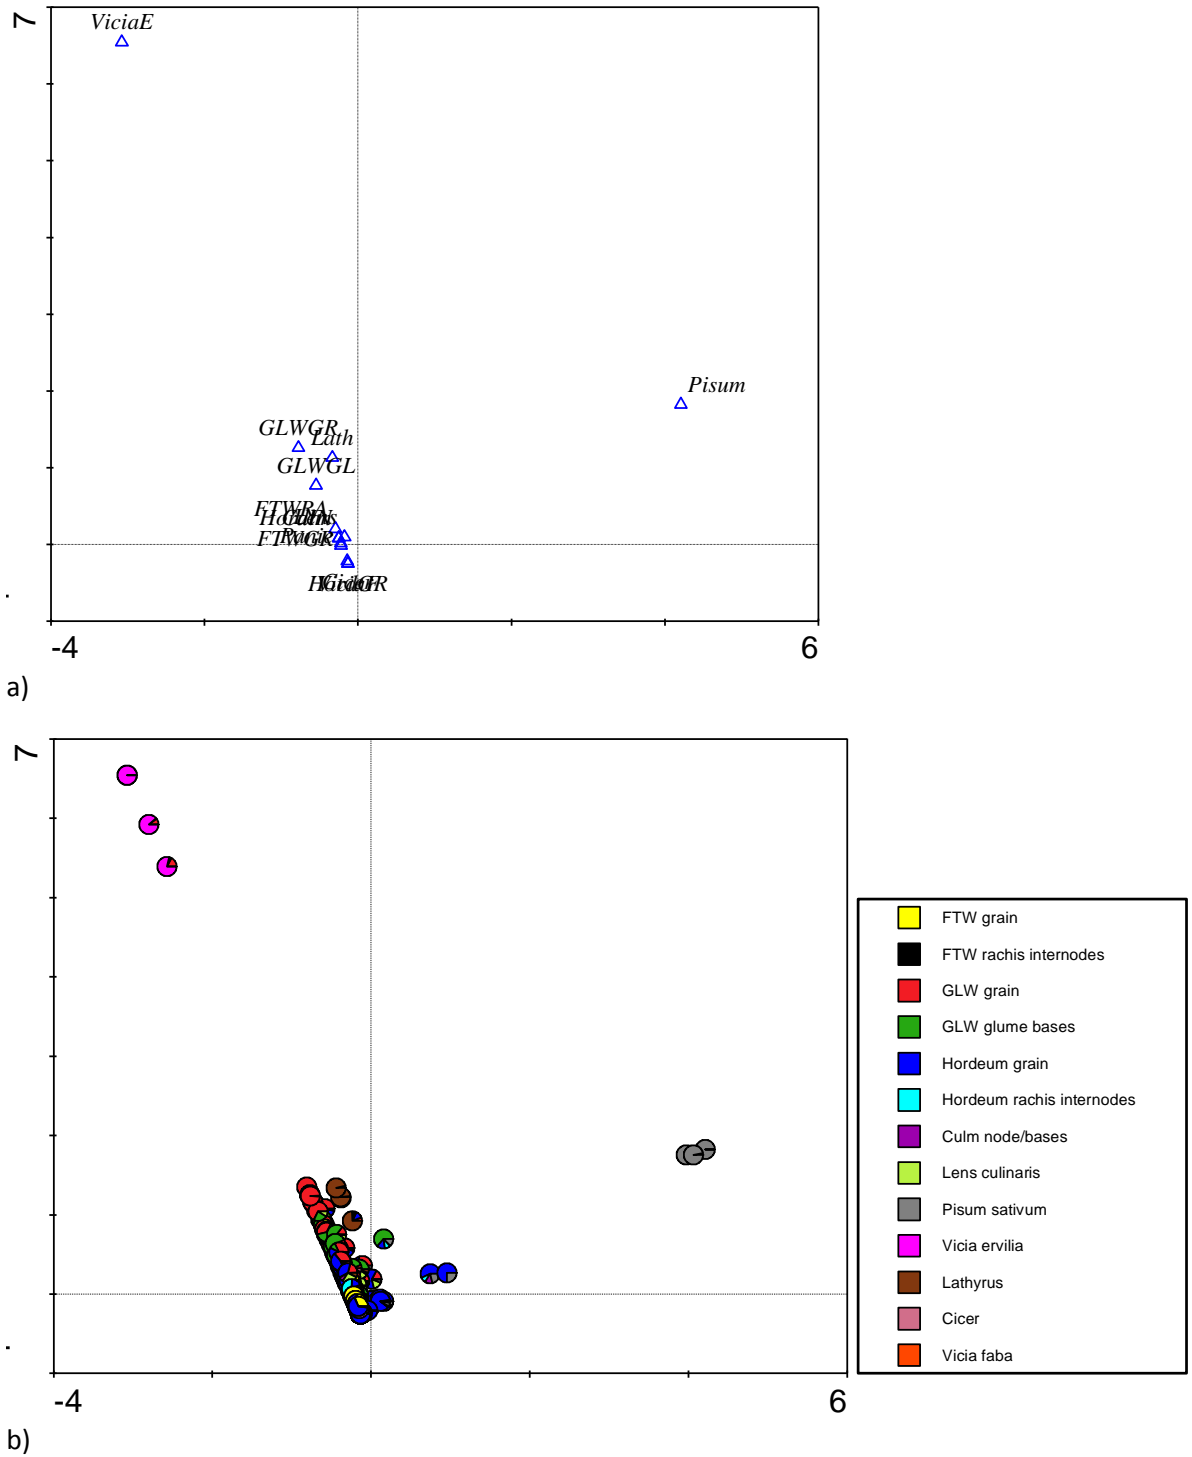 7
ViciaE
Pisum
GLWGR
Lath
GLWGL
FTWRA
FTWGR
-4
6
a)
7
FTW grain
FTW rachis internodes
GLW grain
GLW glume bases
Hordeum grain
Hordeum rachis internodes
Culm node/bases
Lens culinaris
Pisum sativum
Vicia ervilia
Lathyrus
Cicer
Vicia faba
-4
6
b)